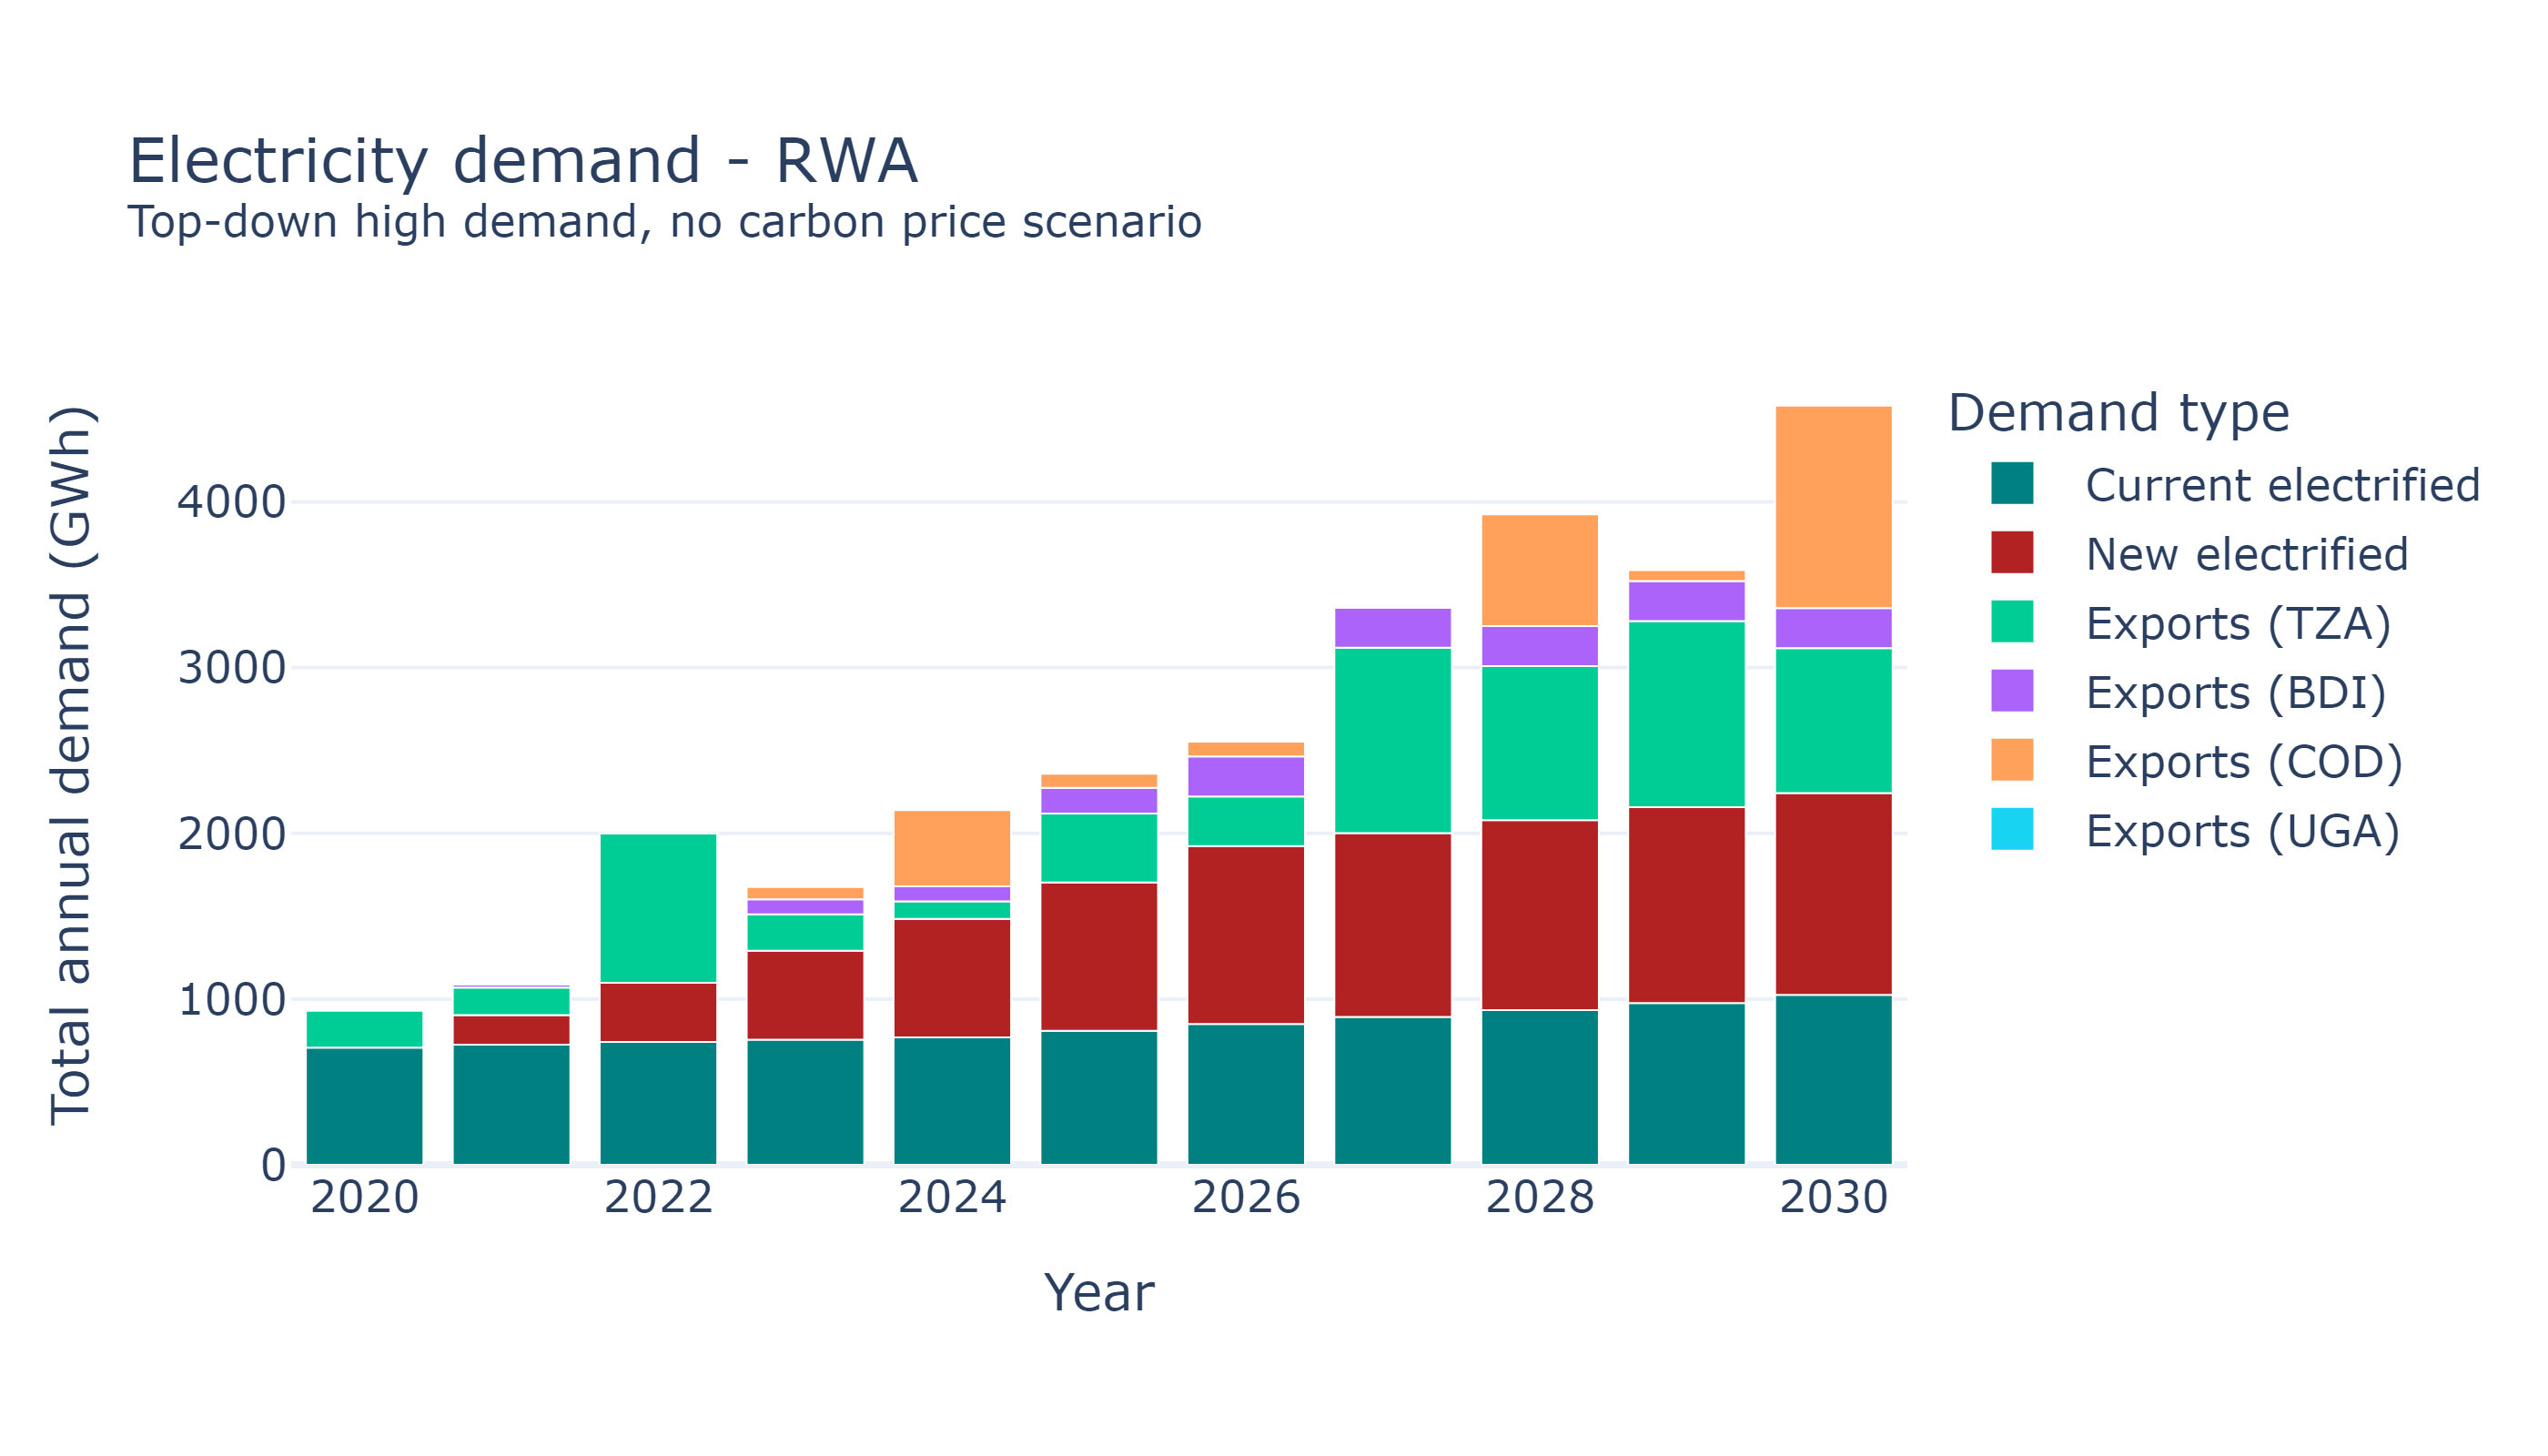 Electricity demand - RWA
Top-down high demand, no carbon price scenario
Total annual demand (GWh)
4000
3000
2000
1000
0
2020
2022
2024
2026
2028
2030
Year
Demand type
Current electrified
New electrified
Exports (TZA)
Exports (BDI)
Exports (COD)
Exports (UGA)